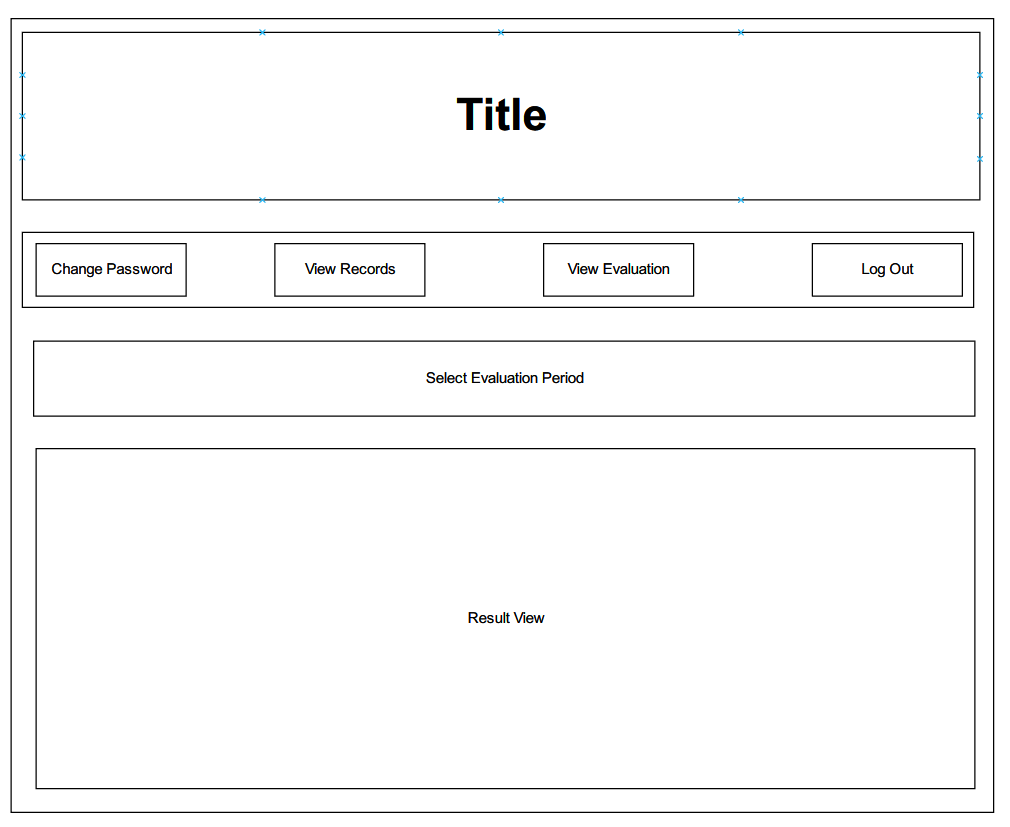 Title
Change Password
View Records
View Evaluation
Log Out
Select Evaluation Period
Result View